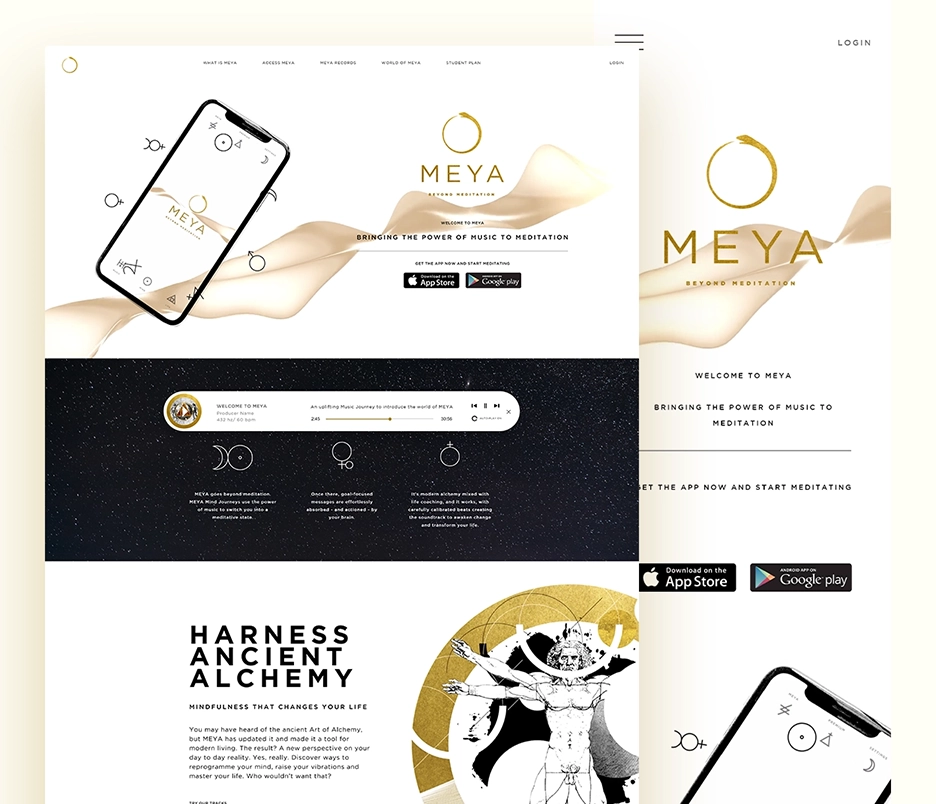 WHAT IS MEYA
ACCESS MEYA
MEYA RECORDS
WORLD OF MEYA
STUDENT PLAN
LOGIN
MEYA
BEYOND MEDITATION
MEYA
BEYOND MEDITATION
WELCOME TO MEYA
BRINGING THE POWER OF MUSIC TO MEDITATION
GET THE APP NOW AND START MEDITATING
Download on the
App Store
ANDROID APP ON
Google play
WELCOME TO MEYA
Producer Name
432 hz/ 60 bpm
An uplifting Music Journey to introduce the world of MEYA
2:45
30:56
MEYA goes beyond meditation.
MEYA Mind Journeys use the power
of music to switch you into a
meditative state.
Once there, goal-focused
messages are effortlessly
absorbed - and actioned - by
your brain.
It's modern alchemy mixed with
life coaching, and it works, with
carefully calibrated beats creating
the soundtrack to awaken change
and transform your life.
HARNESS
ANCIENT
ALCHEMY
MINDFULNESS THAT CHANGES YOUR LIFE
You may have heard of the ancient Art of Alchemy,
but MEYA has updated it and made it a tool for
modern living. The result? A new perspective on your
day to day reality. Yes, really. Discover ways to
reprogramme your mind, raise your vibrations and
master your life. Who wouldn't want that?
TRY OUR TRACKS
LOGIN
MEYA
BEYOND MEDITATION
WELCOME TO MEYA
BRINGING THE POWER OF MUSIC TO
MEDITATION
GET THE APP NOW AND START MEDITATING
Download on the
App Store
ANDROID APP ON
Google play
MEYA
PREMIUM
SETTINGS